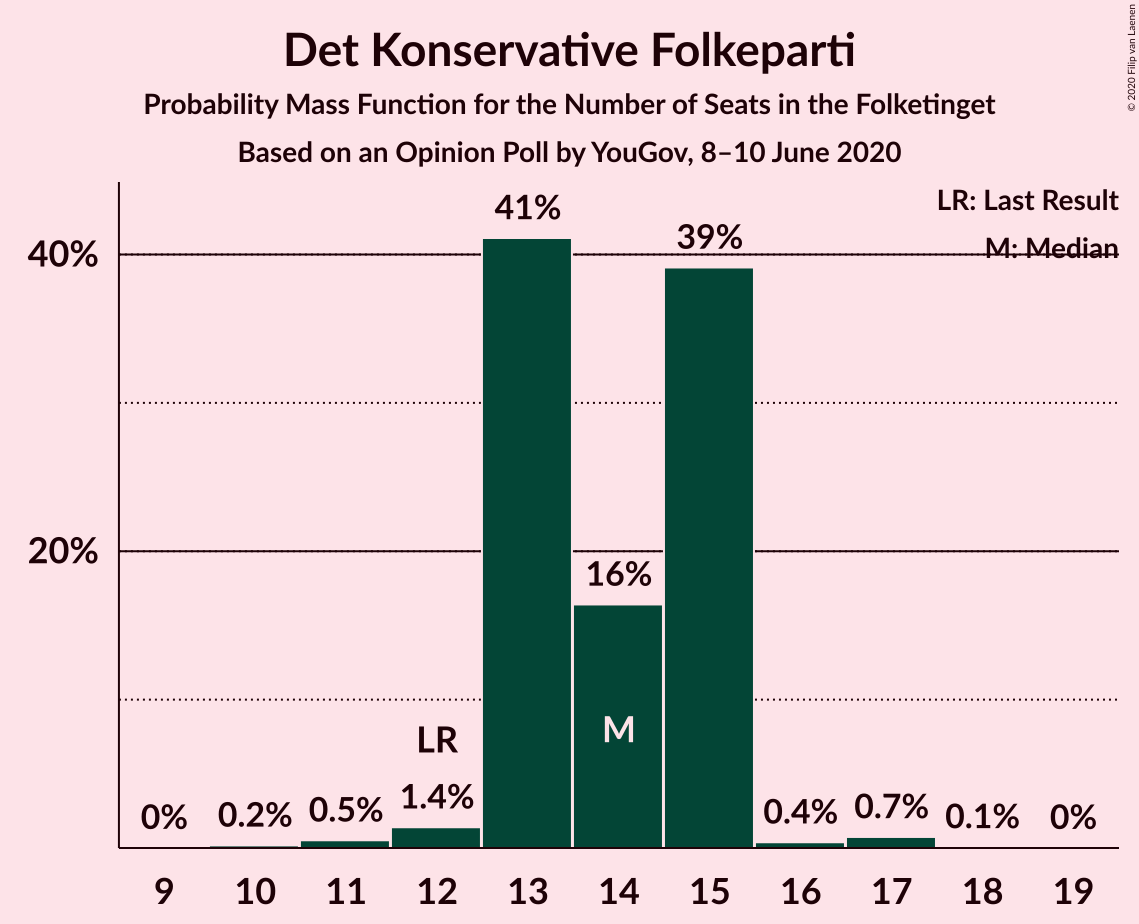 Det Konservative Folkeparti
Probability Mass Function for the Number of Seats in the Folketinget
Based on an Opinion Poll by YouGov, 8–10 June 2020
© 2020 Filip van Laenen
LR: Last Result
M: Median
40%
20%
0%
0.2%
0.5%
LR
1.4%
41%
16%
M
39%
0.4%
0.7%
0.1%
0%
9 10 11 12 13 14 15 16 17 18 19